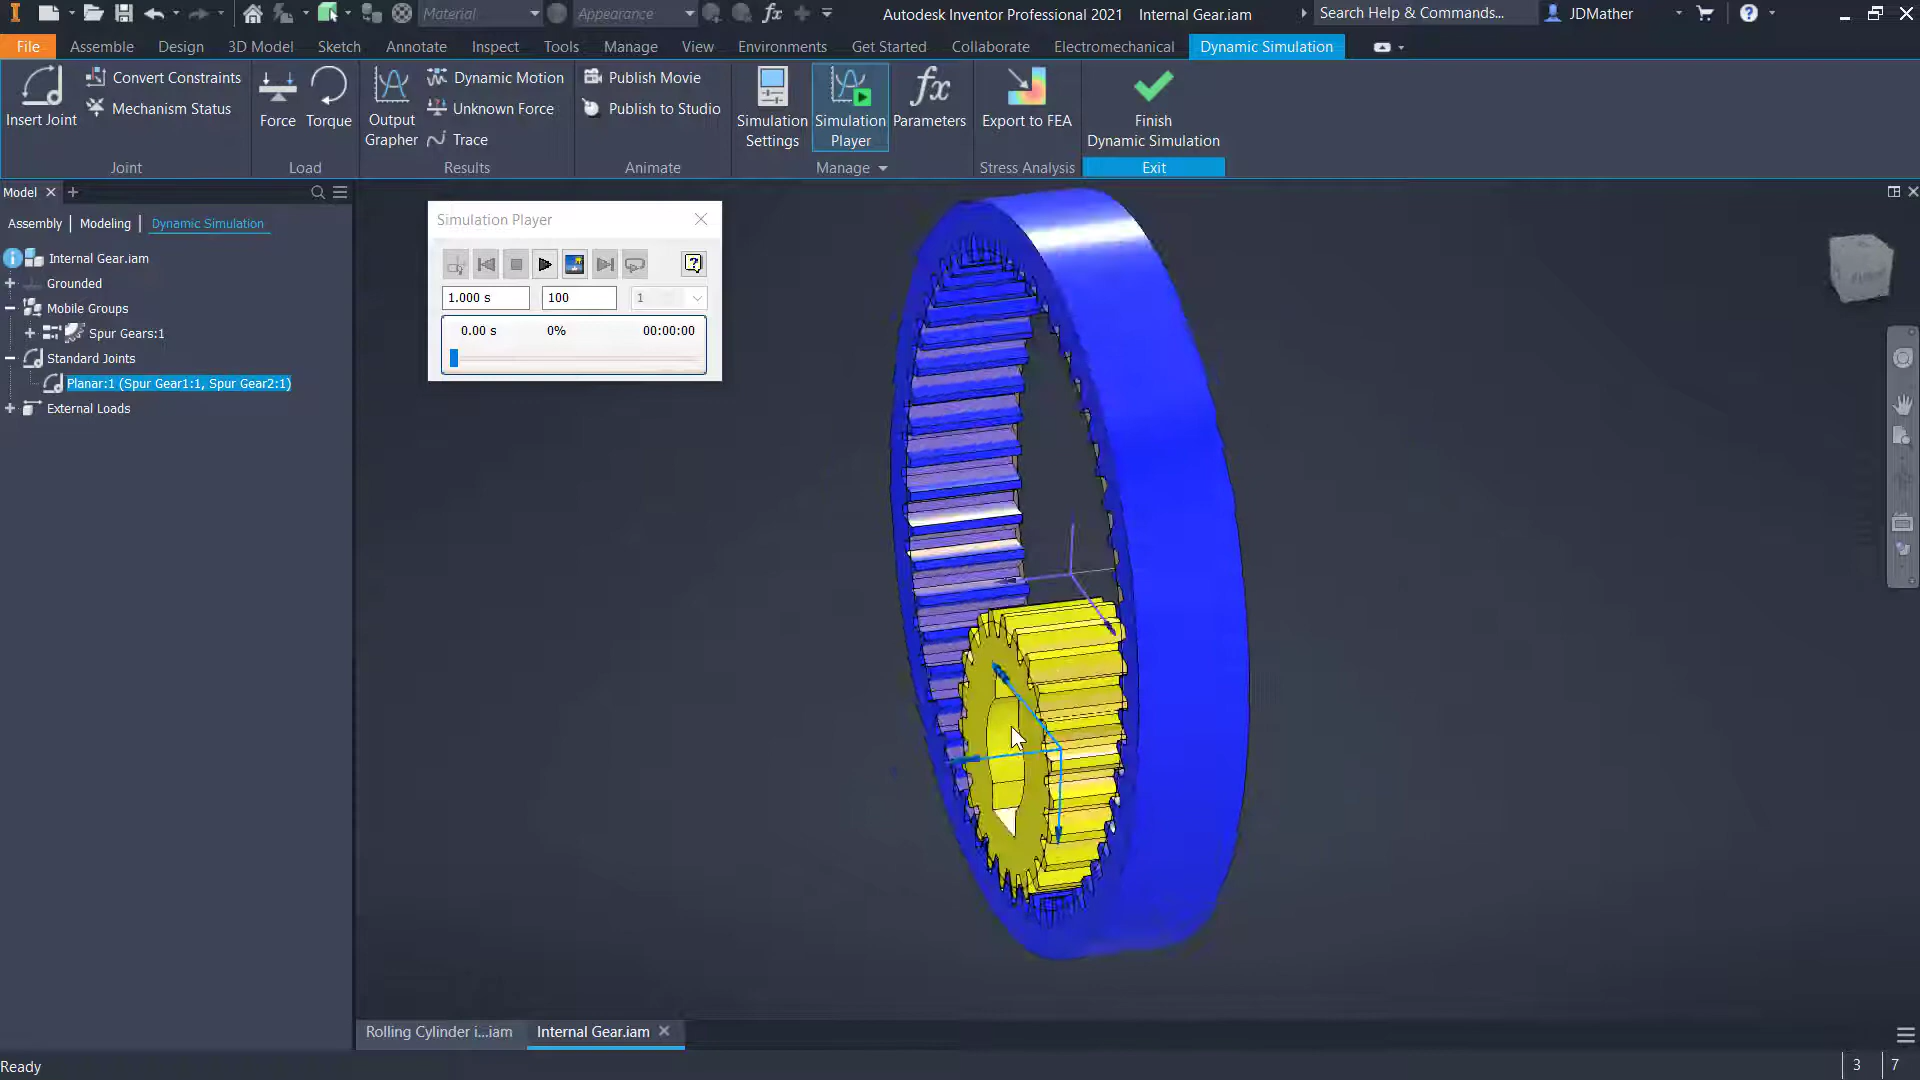 Material
Appearance
Autodesk Inventor Professional 2021 Internal Gear.iam
Search Help & Commands...
JDMather
File Assemble Design 3D Model Sketch Annotate Inspect Tools Manage View Environments Get Started Collaborate Electromechanical Dynamic Simulation
Insert Joint
Convert Constraints
Mechanism Status
Joint
Force
Torque
Load
Output
Grapher
Dynamic Motion
Unknown Force
Trace
Results
Publish Movie
Publish to Studio
Animate
Simulation
Settings
Simulation
Player
fx
Parameters
Manage
Export to FEA
Stress Analysis
Finish
Dynamic Simulation
Exit
Model
Assembly | Modeling | Dynamic Simulation
Internal Gear.iam
Grounded
Mobile Groups
Spur Gears:1
Standard Joints
Planar:1 (Spur Gear1:1, Spur Gear2:1)
External Loads
Simulation Player
1.000 s 100 1
0.00 s 0% 00:00:00
Rolling Cylinder i...iam Internal Gear.iam
Ready
3 7